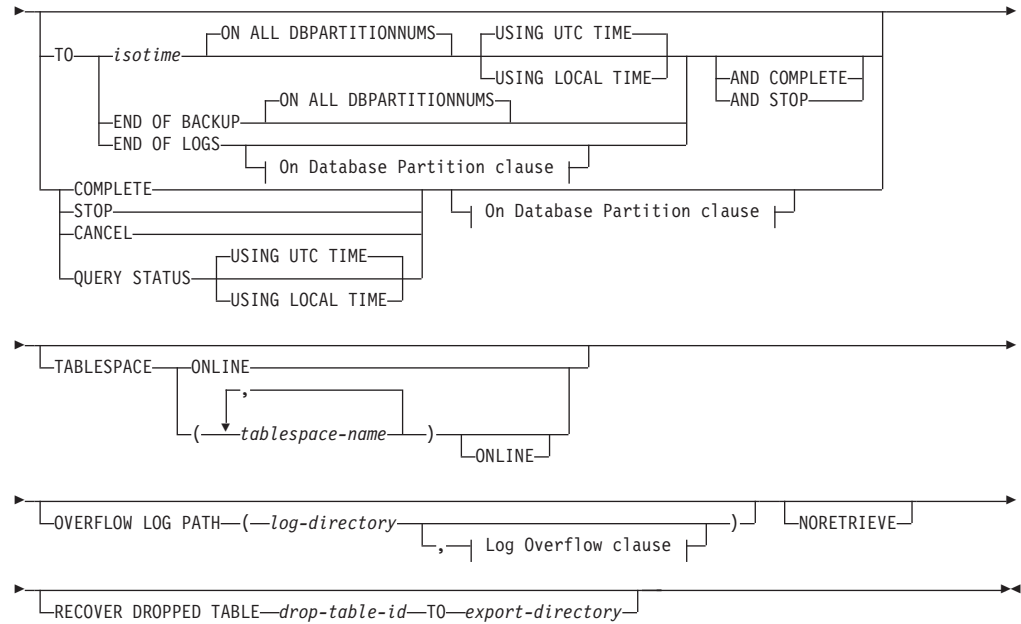 ON ALL DBPARTITIONNUMS USING UTC TIME
TO isotime
USING LOCAL TIME AND COMPLETE
ON ALL DBPARTITIONNUMS AND STOP
END OF BACKUP
END OF LOGS
On Database Partition clause
COMPLETE
STOP On Database Partition clause
CANCEL
USING UTC TIME
QUERY STATUS
USING LOCAL TIME
TABLESPACE ONLINE
,
( tablespace-name )
ONLINE
OVERFLOW LOG PATH ( log-directory ) NORETRIEVE
, Log Overflow clause
RECOVER DROPPED TABLE drop-table-id TO export-directory